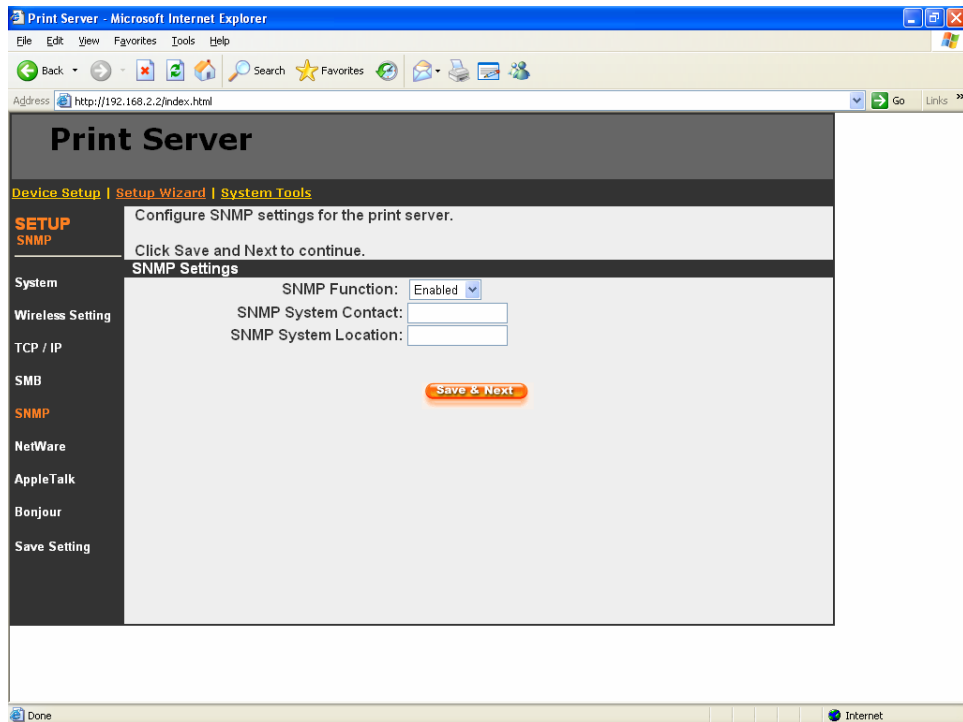 Print Server - Microsoft Internet Explorer
File Edit View Favorites Tools Help
Back Search Favorites
Address http://192.168.2.2/index.html Go Links »
Print Server
Device Setup | Setup Wizard | System Tools
SETUP
SNMP
System
Wireless Setting
TCP / IP
SMB
SNMP
NetWare
AppleTalk
Bonjour
Save Setting
Configure SNMP settings for the print server.
Click Save and Next to continue.
SNMP Settings
SNMP Function: Enabled
SNMP System Contact:
SNMP System Location:
Save & Next
Done Internet